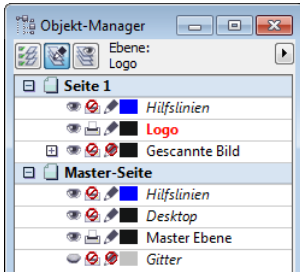 Objekt-Manager
Ebene:
Logo
Seite 1
Hilfslinien
Logo
Gescannte Bild
Master-Seite
Hilfslinien
Desktop
Master Ebene
Gitter